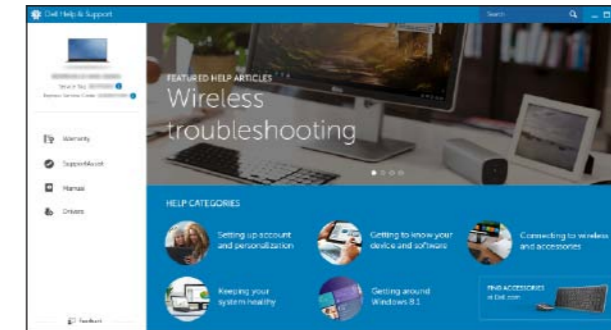 Dell Help & Support
Search
Service Tag:
Express Service Code:
Warranty
SupportAssist
Manual
Drivers
Feedback
FEATURED HELP ARTICLES
Wireless
troubleshooting
HELP CATEGORIES
Setting up account
and personalization
Getting to know your
device and software
Connecting to wireless
and accessories
Keeping your
system healthy
Getting around
Windows 8.1
FIND ACCESSORIES
at Dell.com